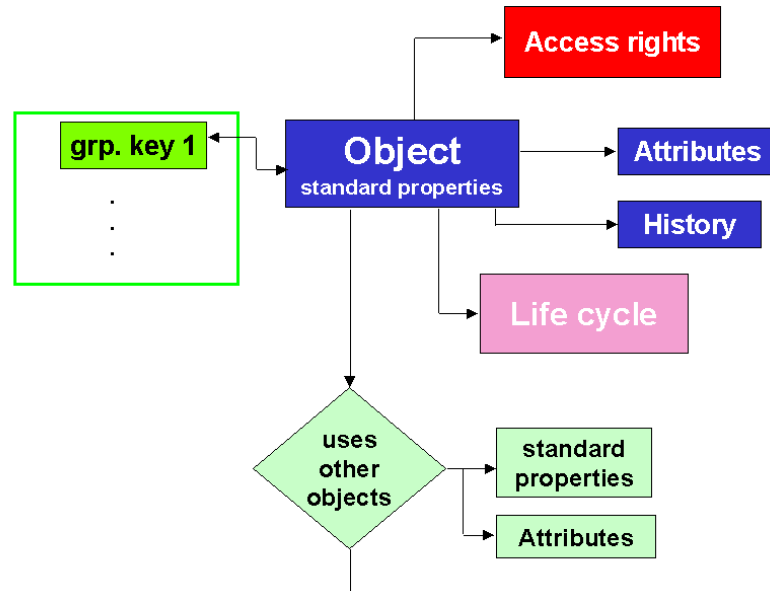 Access rights
grp. key 1
.
.
.
Object
standard properties
Attributes
History
Life cycle
uses
other
objects
standard
properties
Attributes